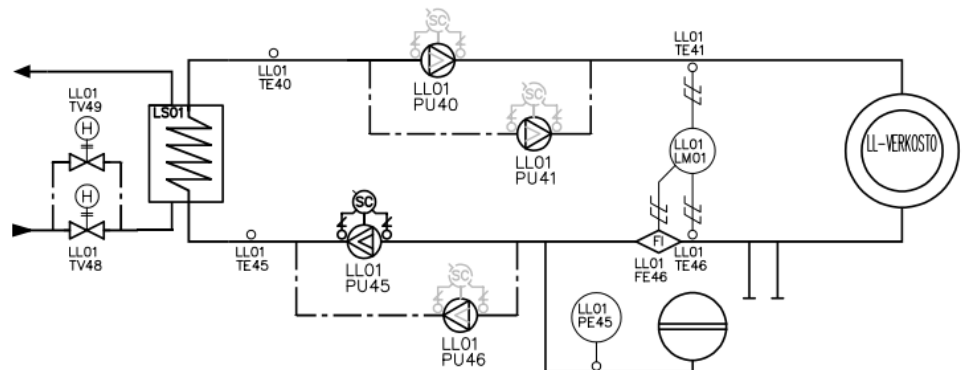 SC
LL01
TE41
LL01
TE40
LL01
PU40
LL01
TV49
LS01
SC
H
LL01
PU41
LL01
LM01
LL-VERKOSTO
H
SC
LL01
TV48
LL01
TE45
LL01
PU45
FI
LL01
FE46
LL01
TE46
SC
LL01
PU46
LL01
PE45